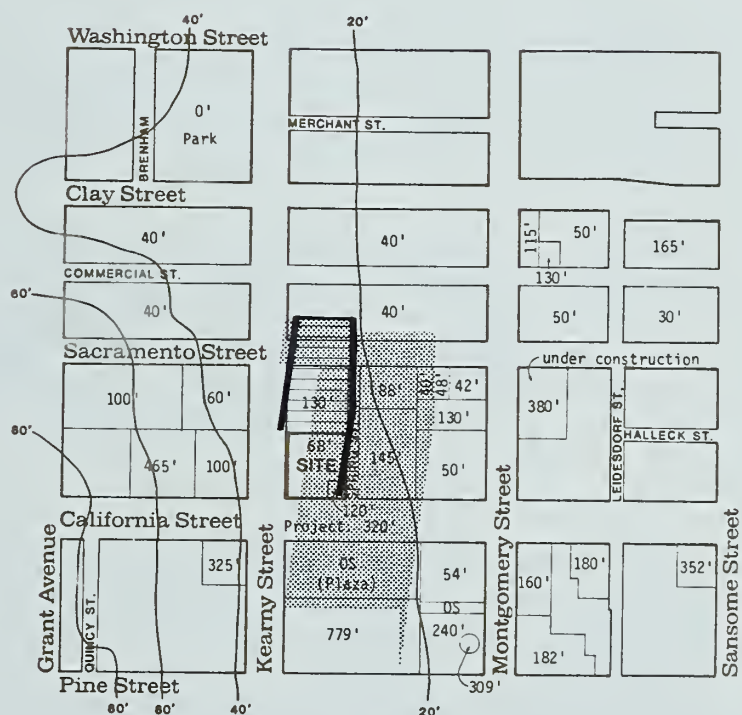 40'
20'
Washington Street
BRENHAM
0'
Park
MERCHANT ST.
Clay Street
40'
40'
115'
50'
130'
165'
COMMERCIAL ST.
60'
40'
40'
50'
30'
Sacramento Street
under construction
100'
60'
130'
88'
48'
42'
130'
380'
LEIDESDORF ST.
HALLECK ST.
80'
465'
100'
68'
SITE
145'
50'
120'
California Street
Project: 320'
Grant Avenue
QUINCY ST.
325'
Kearny Street
OS
(Plaza)
54'
OS
Montgomery Street
160'
180'
352'
Sansome Street
779'
240'
182'
309'
Pine Street
80'
60'
40'
20'